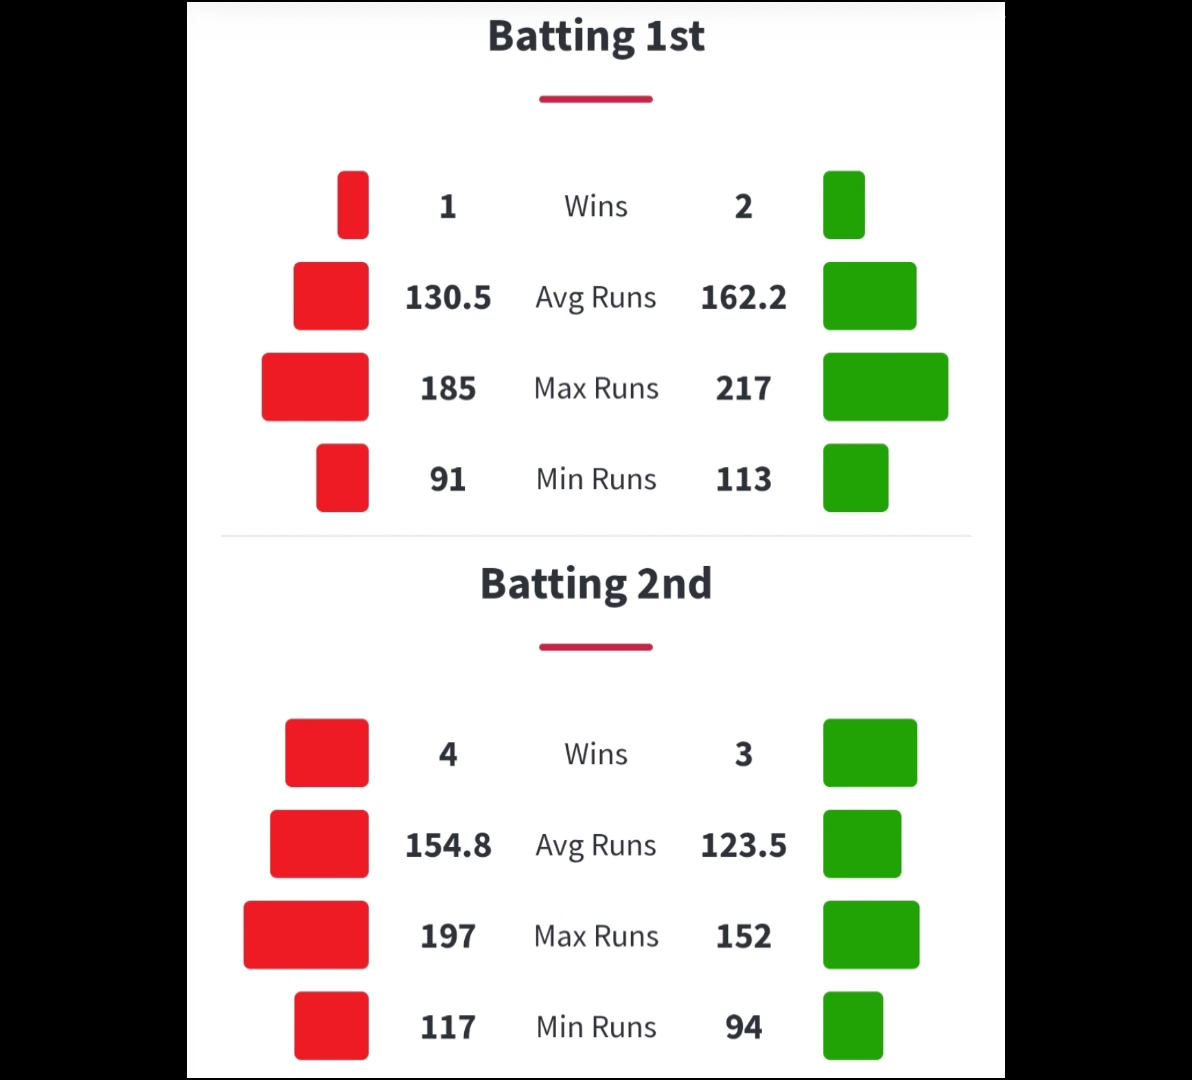 Batting 1st
1 Wins 2
130.5 Avg Runs 162.2
185 Max Runs 217
91 Min Runs 113
Batting 2nd
4 Wins 3
154.8 Avg Runs 123.5
197 Max Runs 152
117 Min Runs 94